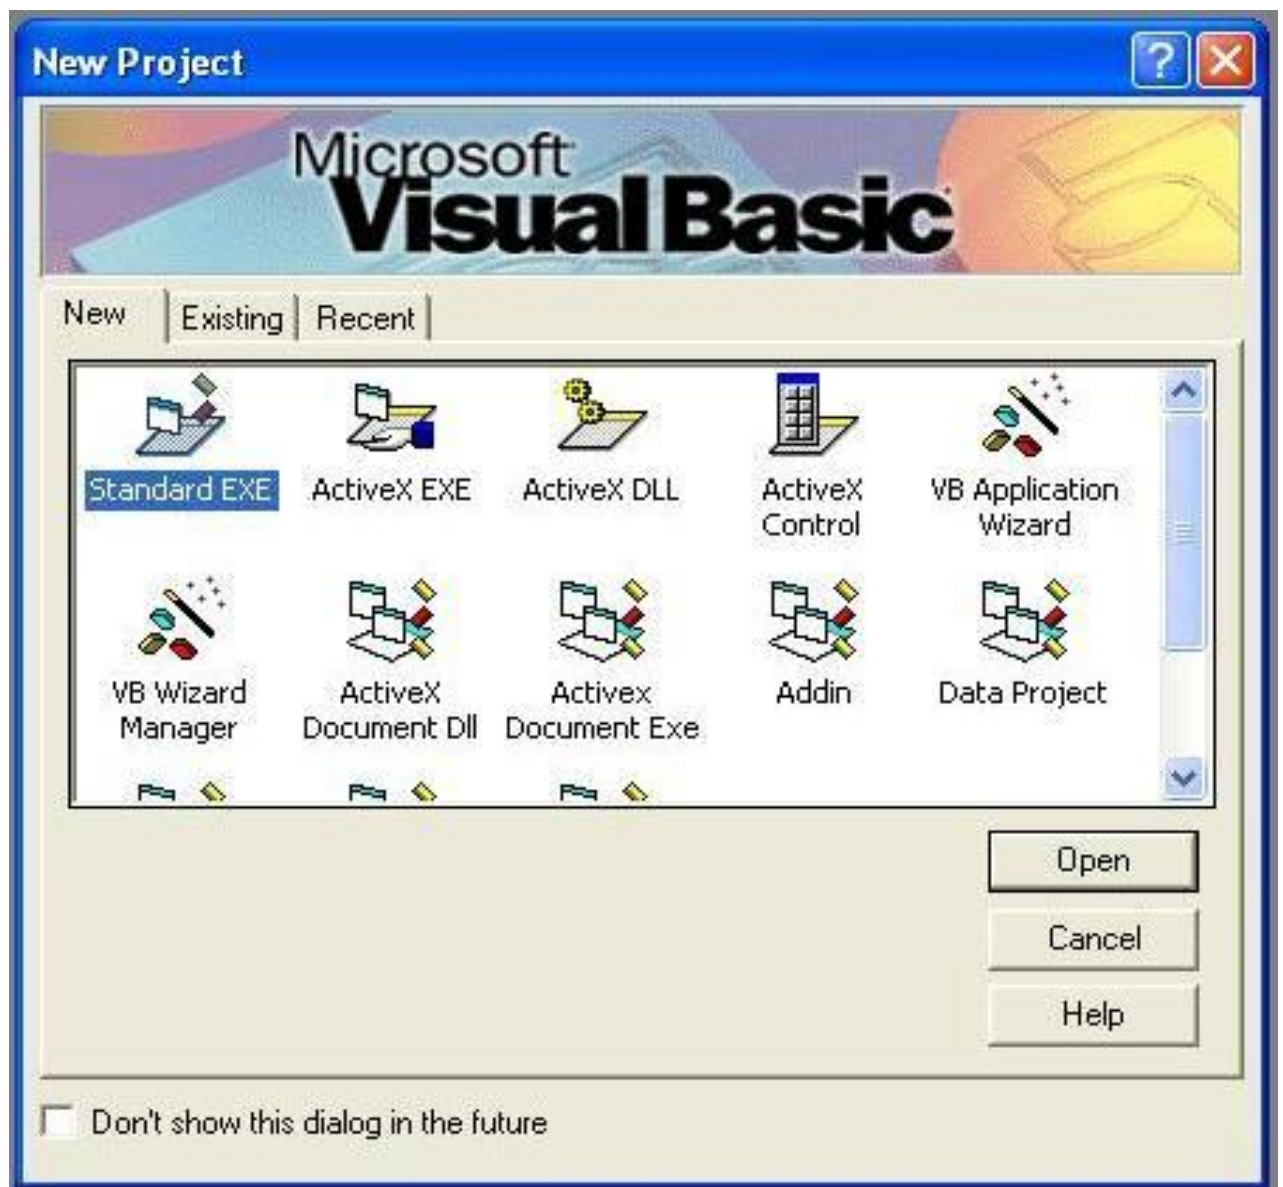 New Project
Microsoft
Visual Basic
New Existing Recent
Standard EXE ActiveX EXE ActiveX DLL ActiveX Control VB Application Wizard
VB Wizard Manager ActiveX Document Dll Activex Document Exe Addin Data Project
Open
Cancel
Help
Don't show this dialog in the future